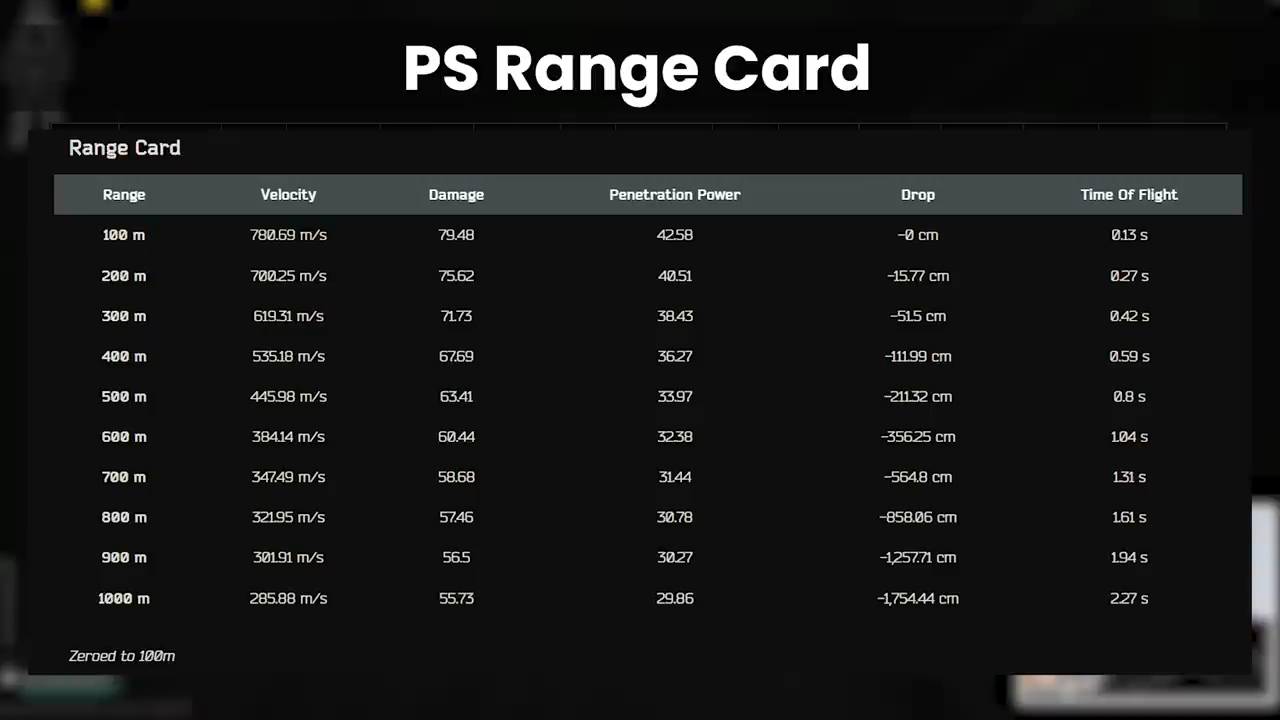 PS Range Card
Range Card
Range Velocity Damage Penetration Power Drop Time Of Flight
100 m 780.69 m/s 79.48 42.58 -0 cm 0.13 s
200 m 700.25 m/s 75.62 40.51 -15.77 cm 0.27 s
300 m 619.31 m/s 71.73 38.43 -51.5 cm 0.42 s
400 m 535.18 m/s 67.69 36.27 -111.99 cm 0.59 s
500 m 445.98 m/s 63.41 33.97 -211.32 cm 0.8 s
600 m 384.14 m/s 60.44 32.38 -356.25 cm 1.04 s
700 m 347.49 m/s 58.68 31.44 -564.8 cm 1.31 s
800 m 321.95 m/s 57.46 30.78 -858.06 cm 1.61 s
900 m 301.91 m/s 56.5 30.27 -1,257.71 cm 1.94 s
1000 m 285.88 m/s 55.73 29.86 -1,754.44 cm 2.27 s
Zeroed to 100m